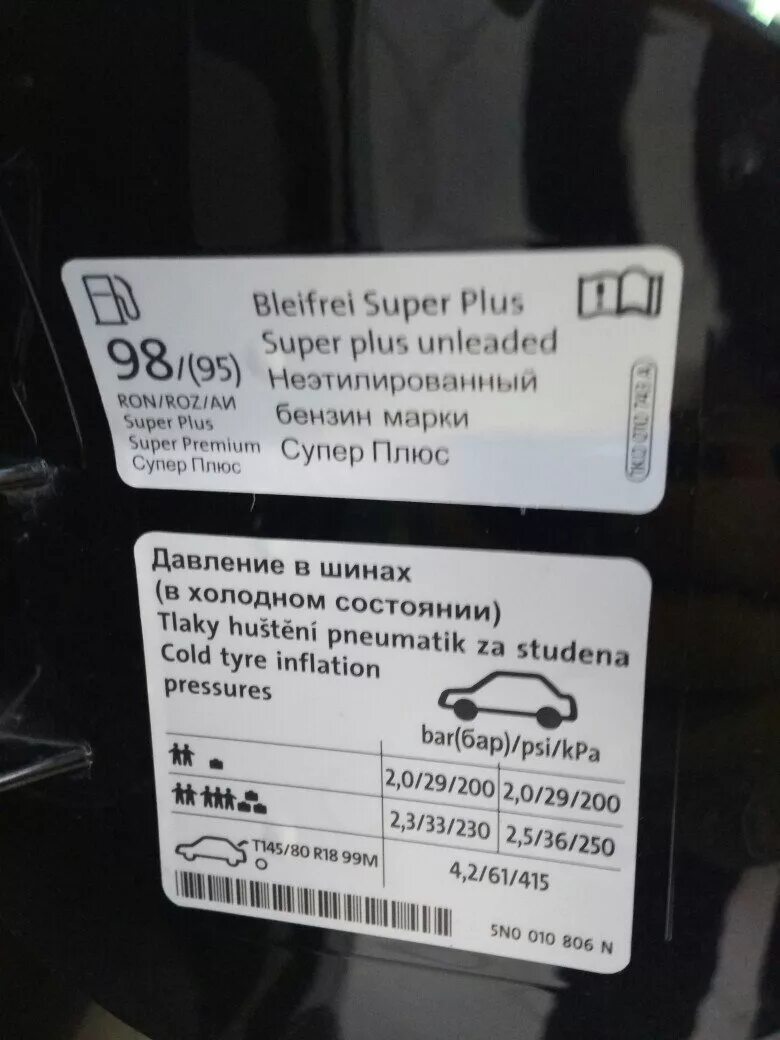 98/(95)
RON/ROZ/АИ
Super Plus
Super Premium
Супер Плюс
Bleifrei Super Plus
Super plus unleaded
Неэтилированный
бензин марки
Супер Плюс
Давление в шинах
(в холодном состоянии)
Tlaky huštění pneumatik za studena
Cold tyre inflation
pressures
bar(бар)/psi/kPa
2,0/29/200 2,0/29/200
2,3/33/230 2,5/36/250
T145/80 R18 99M 4,2/61/415
5N0 010 806 N